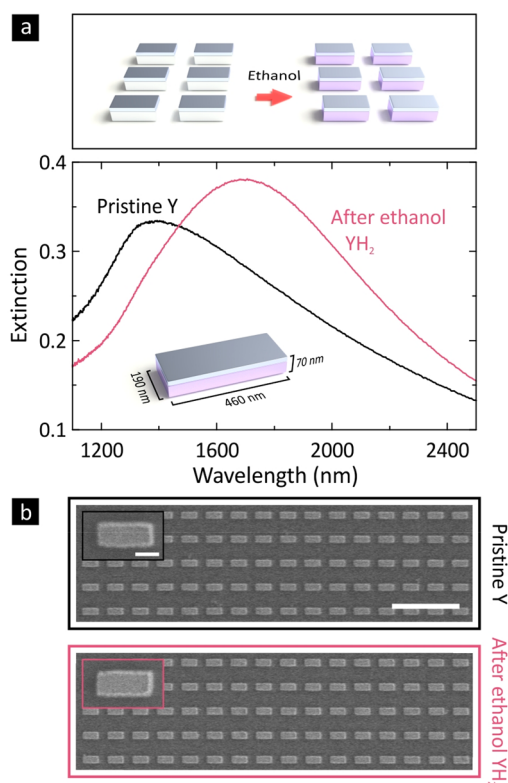 a
Ethanol
0.4
0.3
0.2
0.1
Extinction
Pristine Y
After ethanol
YH₂
190 nm
460 nm
70 nm
1200 1600 2000 2400
Wavelength (nm)
b
Pristine Y
After ethanol YH